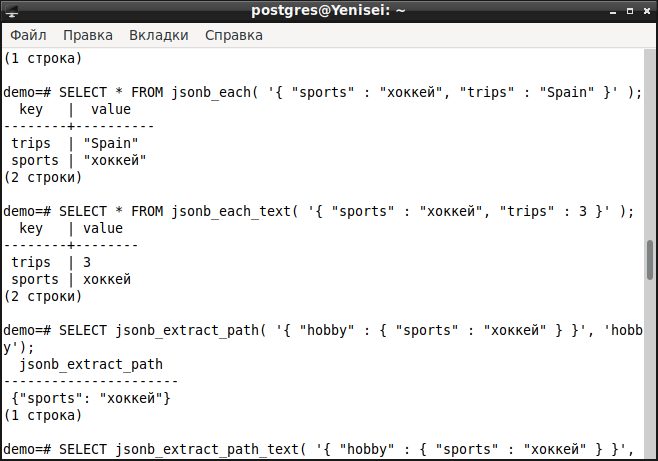 postgres@Yenisei: ~
Файл Правка Вкладки Справка
(1 строка)
demo=# SELECT * FROM jsonb_each( '{ "sports" : "хоккей", "trips" : "Spain" }' );
  key   |  value
--------+----------
 trips  | "Spain"
 sports | "хоккей"
(2 строки)
demo=# SELECT * FROM jsonb_each_text( '{ "sports" : "хоккей", "trips" : 3 }' );
  key   | value
--------+--------
 trips  | 3
 sports | хоккей
(2 строки)
demo=# SELECT jsonb_extract_path( '{ "hobby" : { "sports" : "хоккей" } }', 'hobb
y');
  jsonb_extract_path
----------------------
 {"sports": "хоккей"}
(1 строка)
demo=# SELECT jsonb_extract_path_text( '{ "hobby" : { "sports" : "хоккей" } }',